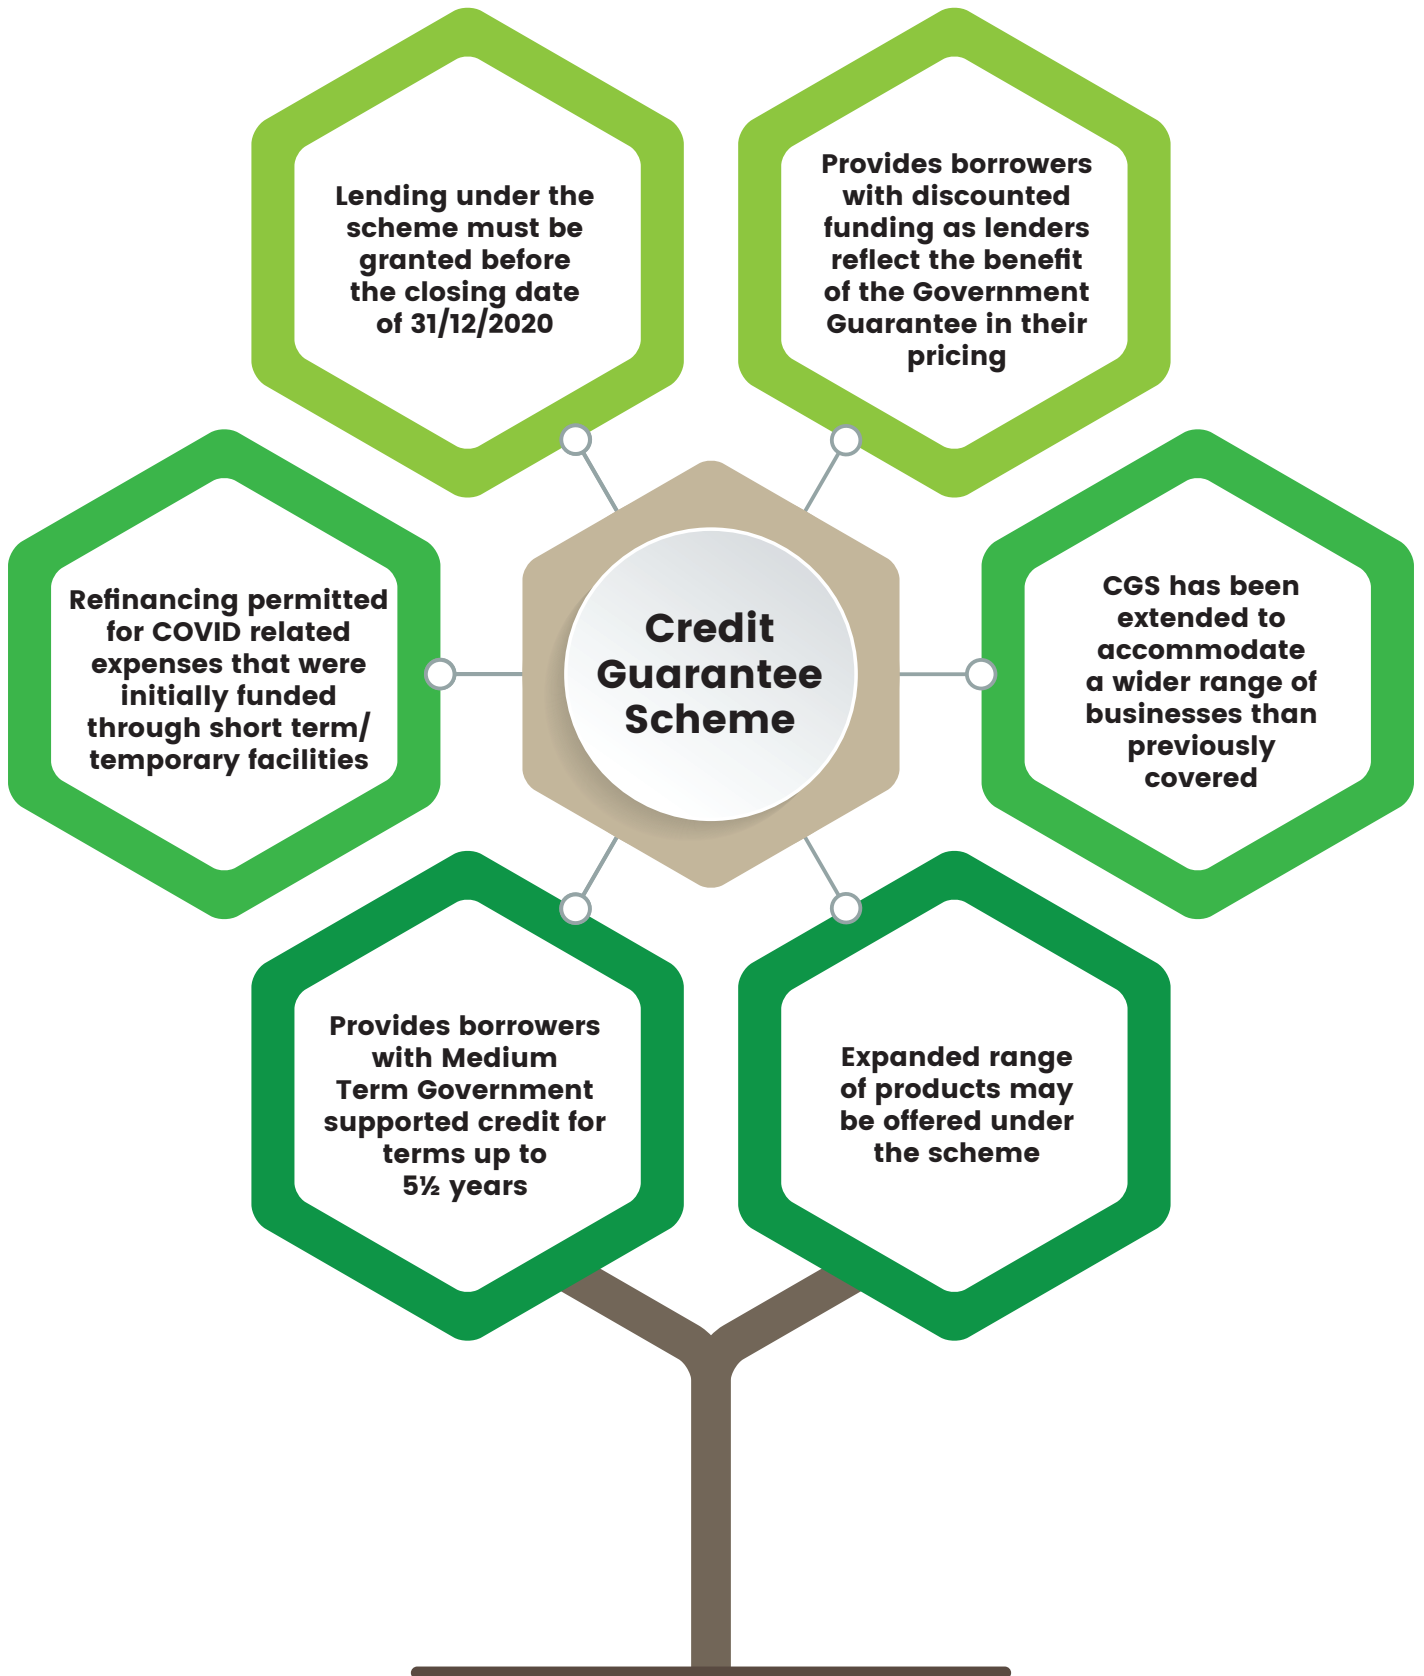 Lending under the
scheme must be
granted before
the closing date
of 31/12/2020
Provides borrowers
with discounted
funding as lenders
reflect the benefit
of the Government
Guarantee in their
pricing
Refinancing permitted
for COVID related
expenses that were
initially funded
through short term/
temporary facilities
Credit
Guarantee
Scheme
CGS has been
extended to
accommodate
a wider range of
businesses than
previously
covered
Provides borrowers
with Medium
Term Government
supported credit for
terms up to
5½ years
Expanded range
of products may
be offered under
the scheme